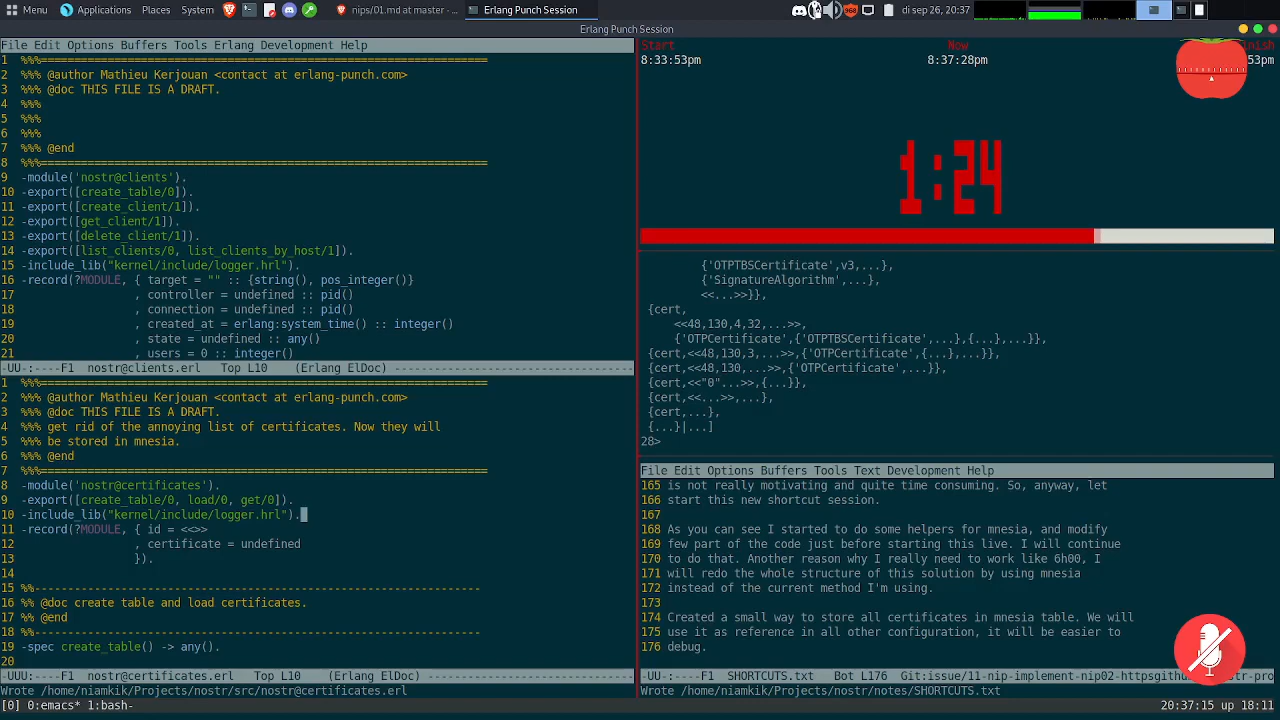 Menu Applications Places System nips/01.md at master - ... Erlang Punch Session di sep 26, 20:37
Erlang Punch Session
File Edit Options Buffers Tools Erlang Development Help
1 %%%===================================================================
2 %%% @author Mathieu Kerjouan <contact at erlang-punch.com>
3 %%% @doc THIS FILE IS A DRAFT.
4 %%%
5 %%%
6 %%%
7 %%% @end
8 %%%===================================================================
9 -module('nostr@clients').
10 -export([create_table/0]).
11 -export([create_client/1]).
12 -export([get_client/1]).
13 -export([delete_client/1]).
14 -export([list_clients/0, list_clients_by_host/1]).
15 -include_lib("kernel/include/logger.hrl").
16 -record(?MODULE, { target = "" :: {string(), pos_integer()}
17 , controller = undefined :: pid()
18 , connection = undefined :: pid()
19 , created_at = erlang:system_time() :: integer()
20 , state = undefined :: any()
21 , users = 0 :: integer()
-UU-:----F1 nostr@clients.erl Top L10 (Erlang ElDoc) ----------------------------------
1 %%%===================================================================
2 %%% @author Mathieu Kerjouan <contact at erlang-punch.com>
3 %%% @doc THIS FILE IS A DRAFT.
4 %%% get rid of the annoying list of certificates. Now they will
5 %%% be stored in mnesia.
6 %%% @end
7 %%%===================================================================
8 -module('nostr@certificates').
9 -export([create_table/0, load/0, get/0]).
10 -include_lib("kernel/include/logger.hrl").
11 -record(?MODULE, { id = <<>>
12 , certificate = undefined
13 }).
14
15 %%-------------------------------------------------------------------
16 %% @doc create table and load certificates.
17 %% @end
18 %%-------------------------------------------------------------------
19 -spec create_table() -> any().
20
-UUU:----F1 nostr@certificates.erl Top L10 (Erlang ElDoc) -----------------------------
Wrote /home/niamkik/Projects/nostr/src/nostr@certificates.erl
Start Now
8:33:53pm 8:37:28pm 53pm
1:24
{'OTPTBSCertificate',v3,...},
{'SignatureAlgorithm',...},
<<...>>}},
{cert,
<<48,130,4,32,...>>,
{'OTPCertificate',{'OTPTBSCertificate',...},{...},...}},
{cert,<<48,130,3,...>>,{'OTPCertificate',{...},...}},
{cert,<<48,130,...>>,{'OTPCertificate',...}},
{cert,<<"0"...>>,{...}},
{cert,<<...>>,...},
{cert,...},
{...}|...]
28>
File Edit Options Buffers Tools Text Development Help
165 is not really motivating and quite time consuming. So, anyway, let
166 start this new shortcut session.
167
168 As you can see I started to do some helpers for mnesia, and modify
169 few part of the code just before starting this live. I will continue
170 to do that. Another reason why I really need to work like 6h00, I
171 will redo the whole structure of this solution by using mnesia
172 instead of the current method I'm using.
173
174 Created a small way to store all certificates in mnesia table. We will
175 use it as reference in all other configuration, it will be easier to
176 debug.
-UU-:----F1 SHORTCUTS.txt Bot L176 Git:issue/11-nip-implement-nip02-httpsgithub
Wrote /home/niamkik/Projects/nostr/notes/SHORTCUTS.txt
[0] 0:emacs* 1:bash- 20:37:15 up 18:11